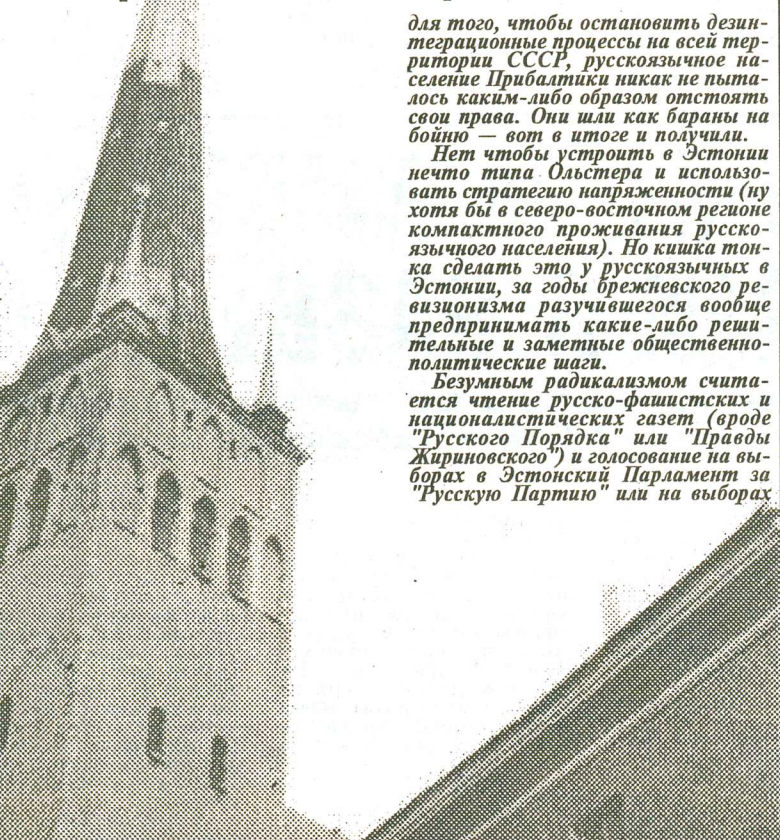 для того, чтобы остановить дезин-
теграционные процессы на всей тер-
ритории СССР, русскоязычное на-
селение Прибалтики никак не пыта-
лось каким-либо образом отстоять
свои права. Они шли как бараны на
бойню — вот в итоге и получили.
Нет чтобы устроить в Эстонии
нечто типа Ольстера и использо-
вать стратегию напряженности (ну
хотя бы в северо-восточном регионе
компактного проживания русско-
язычного населения). Но кишка тон-
ка сделать это у русскоязычных в
Эстонии, за годы брежневского ре-
визионизма разучившегося вообще
предпринимать какие-либо реши-
тельные и заметные общественно-
политические шаги.
Безумным радикализмом счита-
ется чтение русско-фашистских и
националистических газет (вроде
"Русского Порядка" или "Правды
Жириновского") и голосование на вы-
борах в Эстонский Парламент за
"Русскую Партию" или на выборах